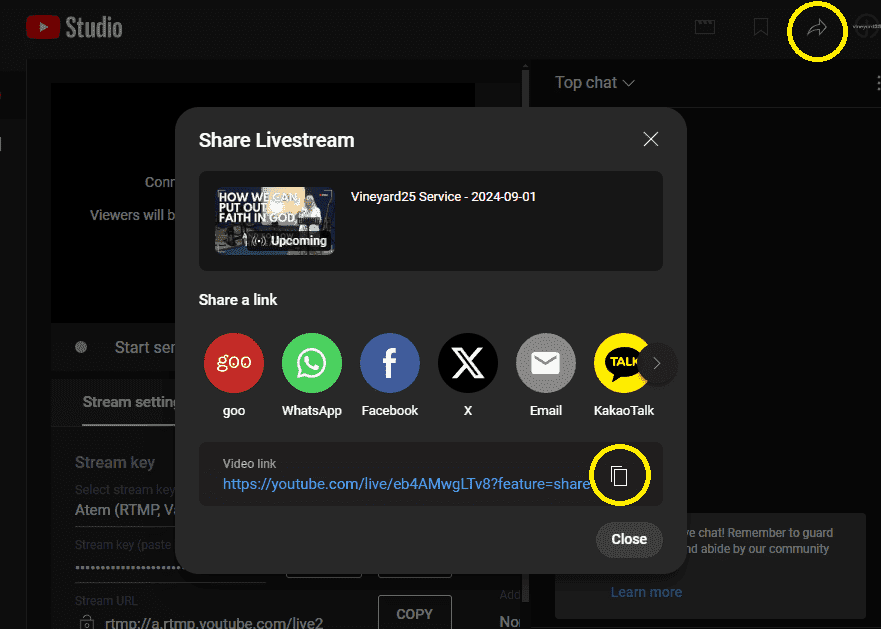 Studio
Top chat
Share Livestream
Conn
Viewers will b
HOW WE CAN
PUT OUT
FAITH IN GOD
Upcoming
Vineyard25 Service - 2024-09-01
Share a link
Start ser
goo
TALK
goo
WhatsApp
Facebook
X
Email
KakaoTalk
Stream setting
Stream key
Select stream key
Atem (RTMP, Va
Stream key (paste
Stream URL
rtmp://a.rtmp.youtube.com/live2
COPY
Video link
https://youtube.com/live/eb4AMwgLTv8?feature=share
Close
ve chat! Remember to guard
nd abide by our community
Learn more
Add
No